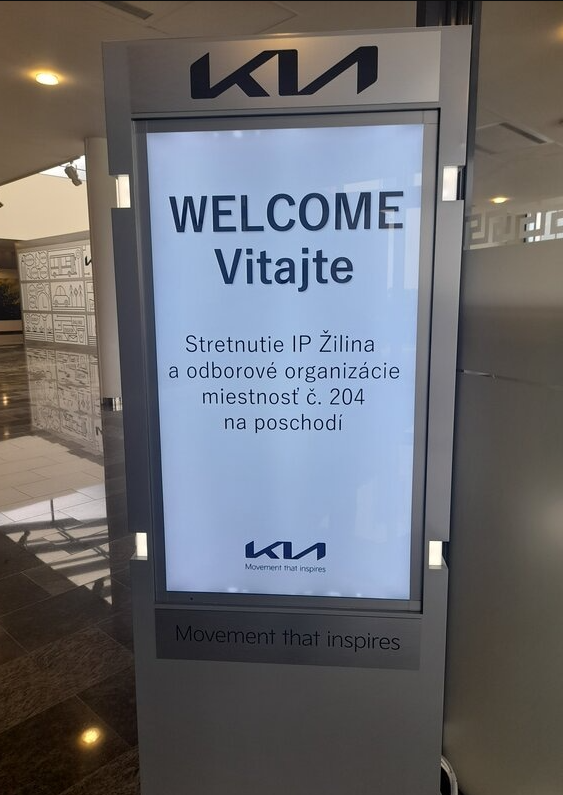 KIA
WELCOME
Vitajte
Stretnutie IP Žilina
a odborové organizácie
miestnosť č. 204
na poschodí
KIA
Movement that inspires
Movement that inspires